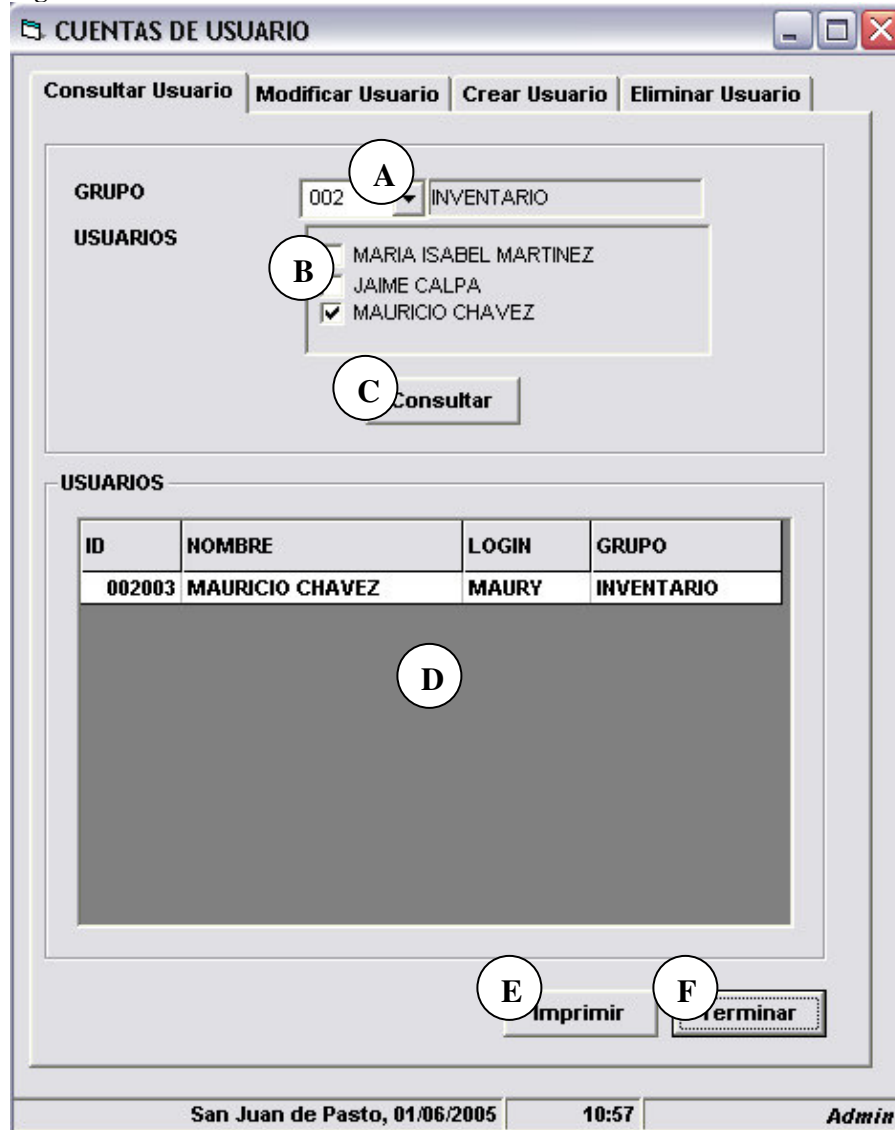 CUENTAS DE USUARIO
Consultar Usuario Modificar Usuario Crear Usuario Eliminar Usuario
GRUPO 002 A INVENTARIO
USUARIOS
MARIA ISABEL MARTINEZ
B JAIME CALPA
MAURICIO CHAVEZ
C Consultar
USUARIOS
ID NOMBRE LOGIN GRUPO
002003 MAURICIO CHAVEZ MAURY INVENTARIO
D
E Imprimir F Terminar
San Juan de Pasto, 01/06/2005 10:57 Admin